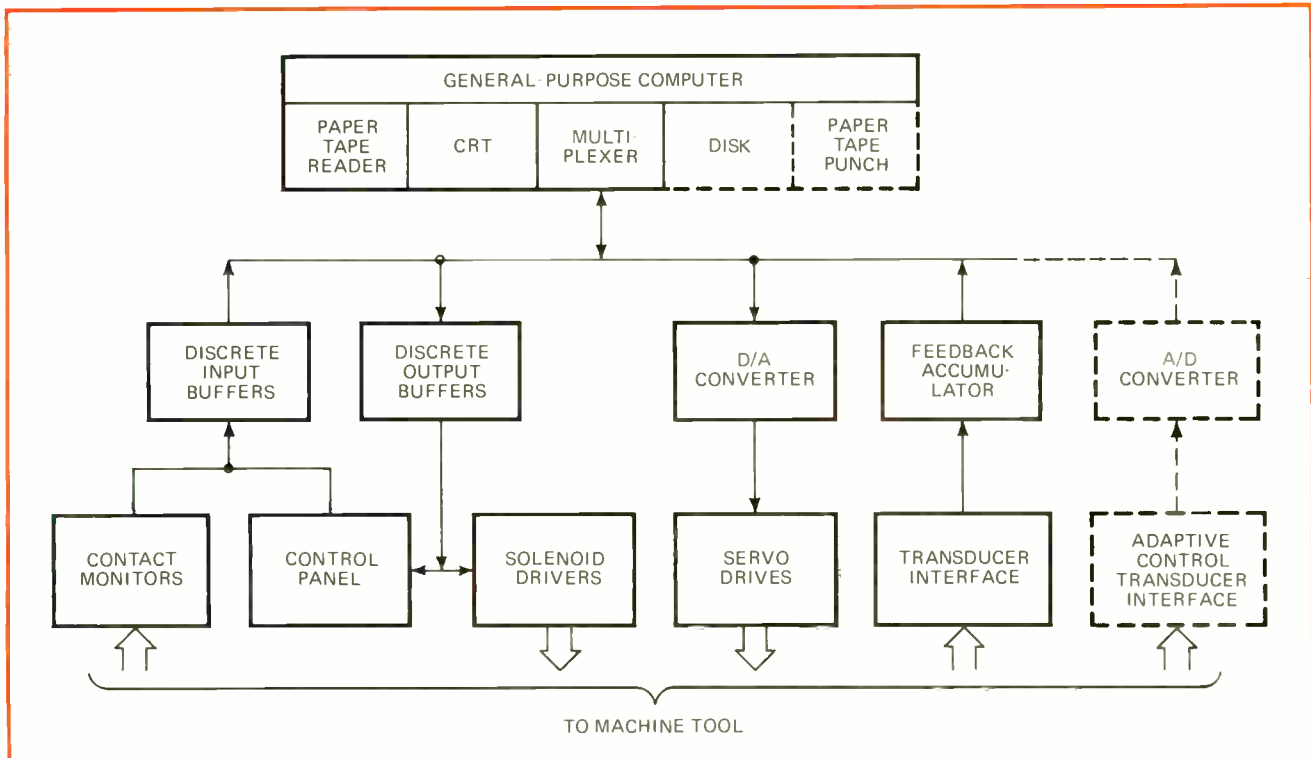 GENERAL-PURPOSE COMPUTER
PAPER
TAPE
READER
CRT
MULTI-
PLEXER
DISK
PAPER
TAPE
PUNCH
DISCRETE
INPUT
BUFFERS
DISCRETE
OUTPUT
BUFFERS
D/A
CONVERTER
FEEDBACK
ACCUMU-
LATOR
A/D
CONVERTER
CONTACT
MONITORS
CONTROL
PANEL
SOLENOID
DRIVERS
SERVO
DRIVES
TRANSDUCER
INTERFACE
ADAPTIVE
CONTROL
TRANSDUCER
INTERFACE
TO MACHINE TOOL